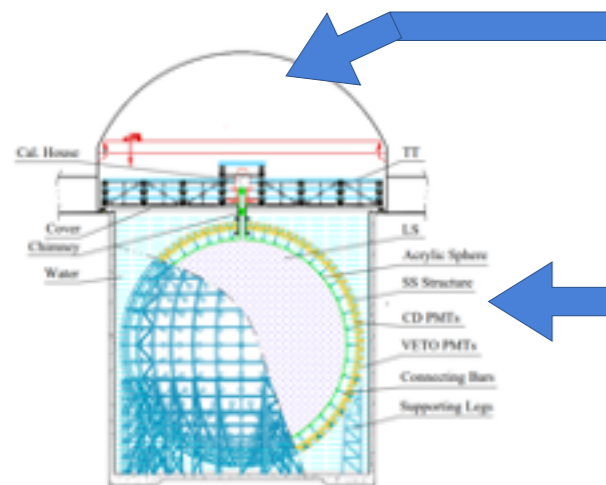 Cal. House
TT
Cover
Chimney
Water
LS
Acrylic Sphere
SS Structure
CD PMTs
VETO PMTs
Connecting Bars
Supporting Legs